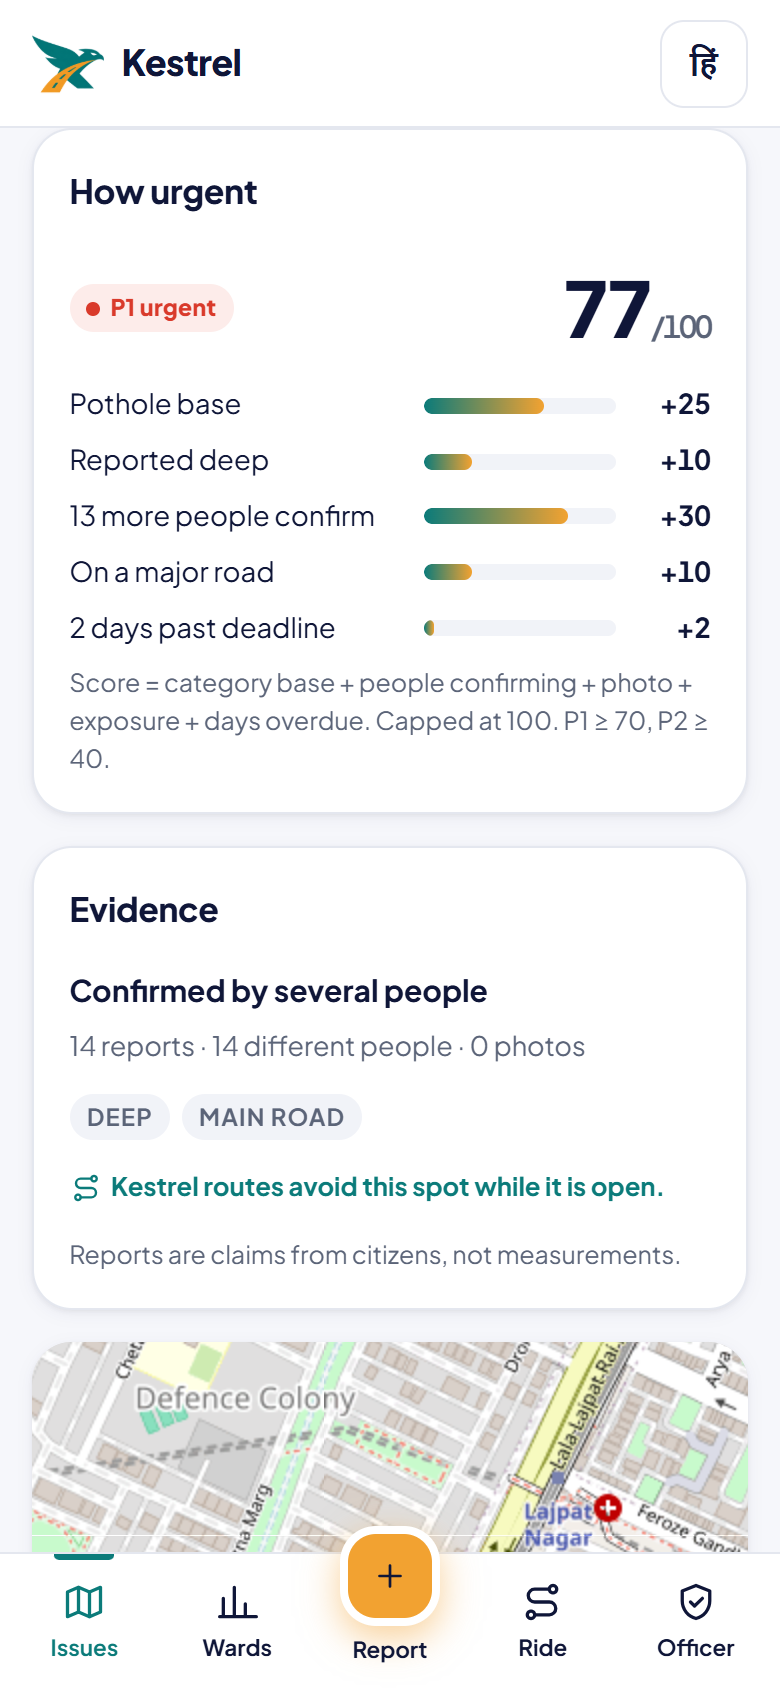 Kestrel
हिं
How urgent
P1 urgent
77/100
Pothole base +25
Reported deep +10
13 more people confirm +30
On a major road +10
2 days past deadline +2
Score = category base + people confirming + photo +
exposure + days overdue. Capped at 100. P1 ≥ 70, P2 ≥
40.
Evidence
Confirmed by several people
14 reports · 14 different people · 0 photos
DEEP MAIN ROAD
Kestrel routes avoid this spot while it is open.
Reports are claims from citizens, not measurements.
Defence Colony
Lala-Lajpat-Rai
Arya
Marg
Lajpat
Nagar
Feroze
Issues
Wards
Report
Ride
Officer